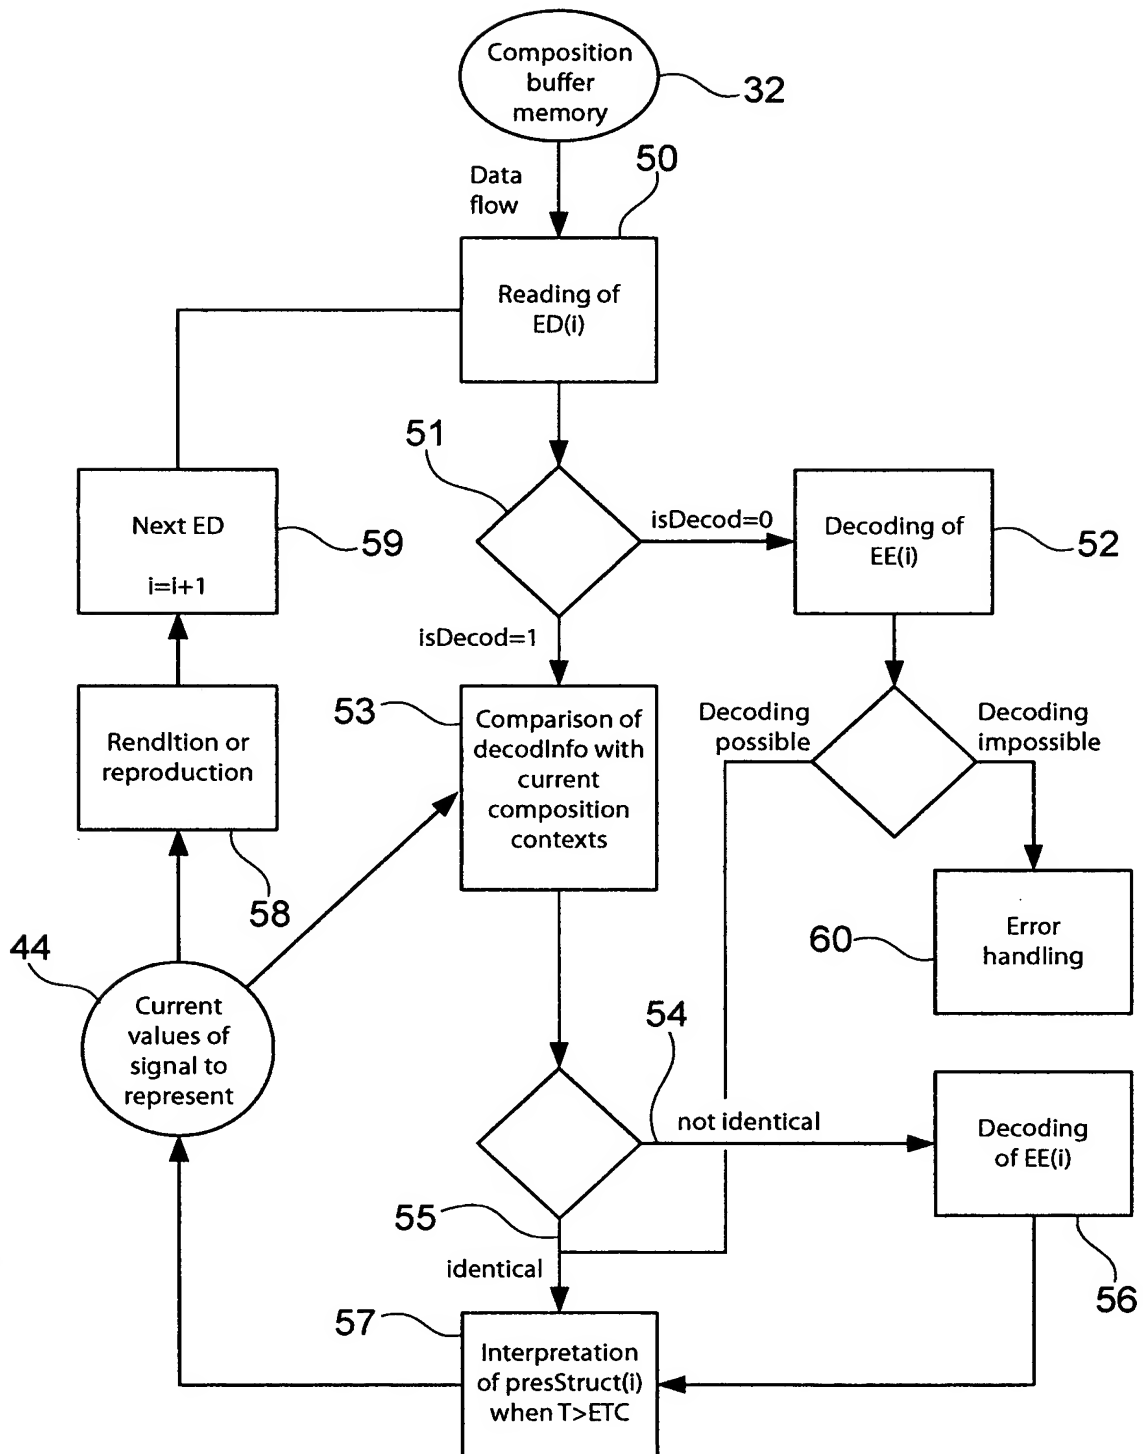 Composition
buffer
memory
32
Data
flow
50
Reading of
ED(i)
51
isDecod=0
Decoding of
EE(i)
52
Next ED
i=i+1
59
isDecod=1
53
Comparison of
decodInfo with
current
composition
contexts
Decoding
possible
Decoding
impossible
RendItion or
reproduction
58
60
Error
handling
44
Current
values of
signal to
represent
54
not identical
Decoding
of EE(i)
55
identical
56
57
Interpretation
of presStruct(i)
when T>ETC